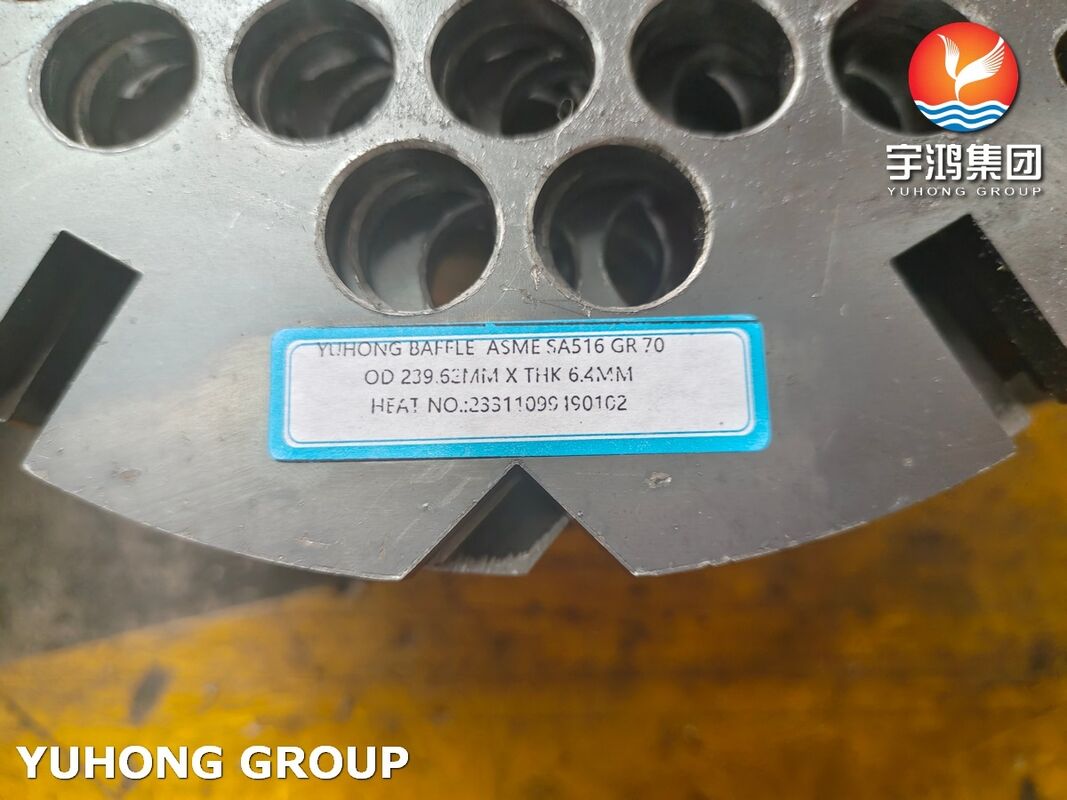 宇鸿集团
YUHONG GROUP
YUHONG BAFFLE ASME SA516 GR 70
OD 239.63MM X THK 6.4MM
HEAT NO.:
YUHONG GROUP